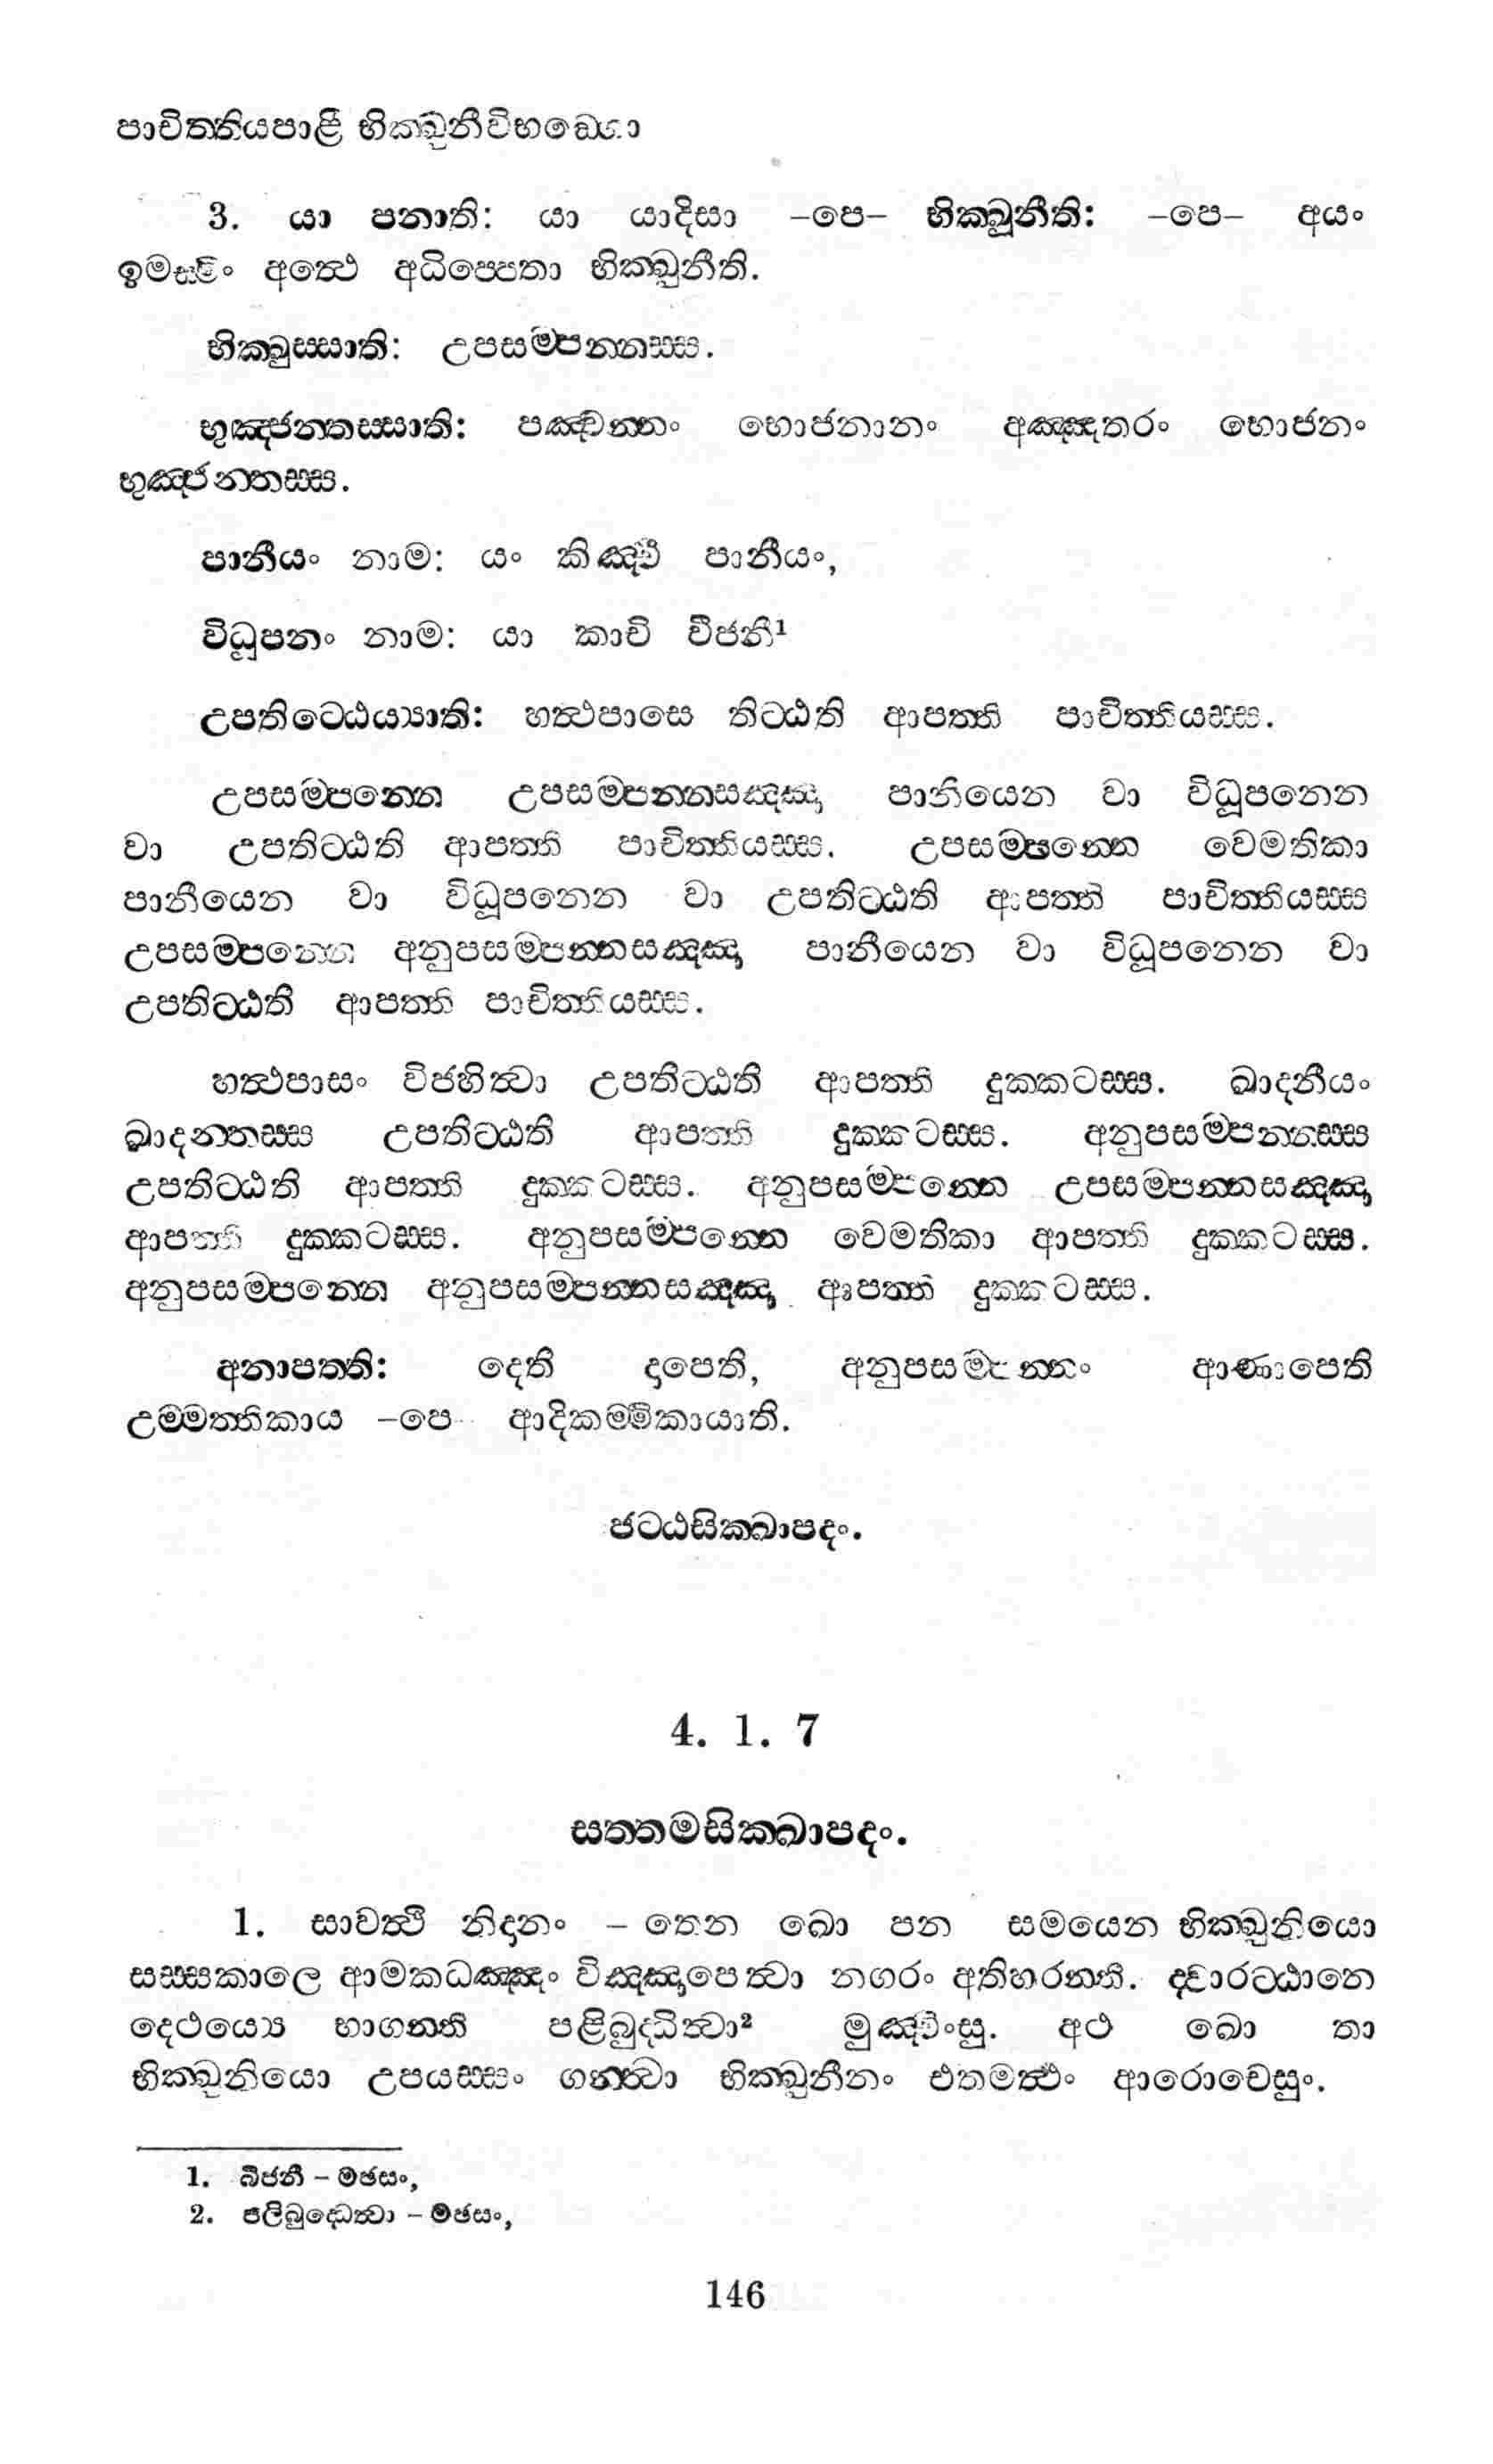 පාචිත්තියපාළි භික්ඛුනීවිභඞ්ගො
3. යා පනාති: යා යාදිසා –පෙ– භික්ඛුනීති: –පෙ– අයං
ඉමස්මිං අත්ථෙ අධිප්පෙතා භික්ඛුනීති.
භික්ඛුස්සාති: උපසම්පන්නස්ස.
භුඤ්ජන්තස්සාති: පඤ්චන්නං භොජනානං අඤ්ඤතරං භොජනං
භුඤ්ජන්තස්ස.
පානීයං නාම: යං කිඤ්චි පානීයං,
විධූපනං නාම: යා කාචි වීජනී¹
උපතිට්ඨෙය්‍යාති: හත්ථපාසෙ තිට්ඨති ආපත්ති පාචිත්තියස්ස.
උපසම්පන්නෙ උපසම්පන්නසඤ්ඤා පානීයෙන වා විධූපනෙන
වා උපතිට්ඨති ආපත්ති පාචිත්තියස්ස. උපසම්පන්නෙ වෙමතිකා
පානීයෙන වා විධූපනෙන වා උපතිට්ඨති ආපත්ති පාචිත්තියස්ස
උපසම්පන්නෙ අනුපසම්පන්නසඤ්ඤා පානීයෙන වා විධූපනෙන වා
උපතිට්ඨති ආපත්ති පාචිත්තියස්ස.
හත්ථපාසං විජහිත්වා උපතිට්ඨති ආපත්ති දුක්කටස්ස. ඛාදනීයං
ඛාදන්තස්ස උපතිට්ඨති ආපත්ති දුක්කටස්ස. අනුපසම්පන්නස්ස
උපතිට්ඨති ආපත්ති දුක්කටස්ස. අනුපසම්පන්නෙ උපසම්පන්නසඤ්ඤා
ආපත්ති දුක්කටස්ස. අනුපසම්පන්නෙ වෙමතිකා ආපත්ති දුක්කටස්ස.
අනුපසම්පන්නෙ අනුපසම්පන්නසඤ්ඤා ආපත්ති දුක්කටස්ස.
අනාපත්ති: දෙති දාපෙති, අනුපසම්පන්නං ආණාපෙති
උම්මත්තිකාය –පෙ– ආදිකම්මිකායාති.
ඡට්ඨසික්ඛාපදං.
4. 1. 7
සත්තමසික්ඛාපදං.
1. සාවත්ථි නිදානං – තෙන ඛො පන සමයෙන භික්ඛුනියො
සස්සකාලෙ ආමකධඤ්ඤං විඤ්ඤාපෙත්වා නගරං අතිහරන්ති. ද්වාරට්ඨානෙ
දෙථය්‍යෙ භාගන්ති පළිබුද්ධිත්වා² මුඤ්චිංසු. අථ ඛො තා
භික්ඛුනියො උපයස්සං ගන්ත්වා භික්ඛුනීනං එතමත්ථං ආරොචෙසුං.
1. බීජනී – මඡසං,
2. පලිබුද්ධෙත්වා – මඡසං,
146